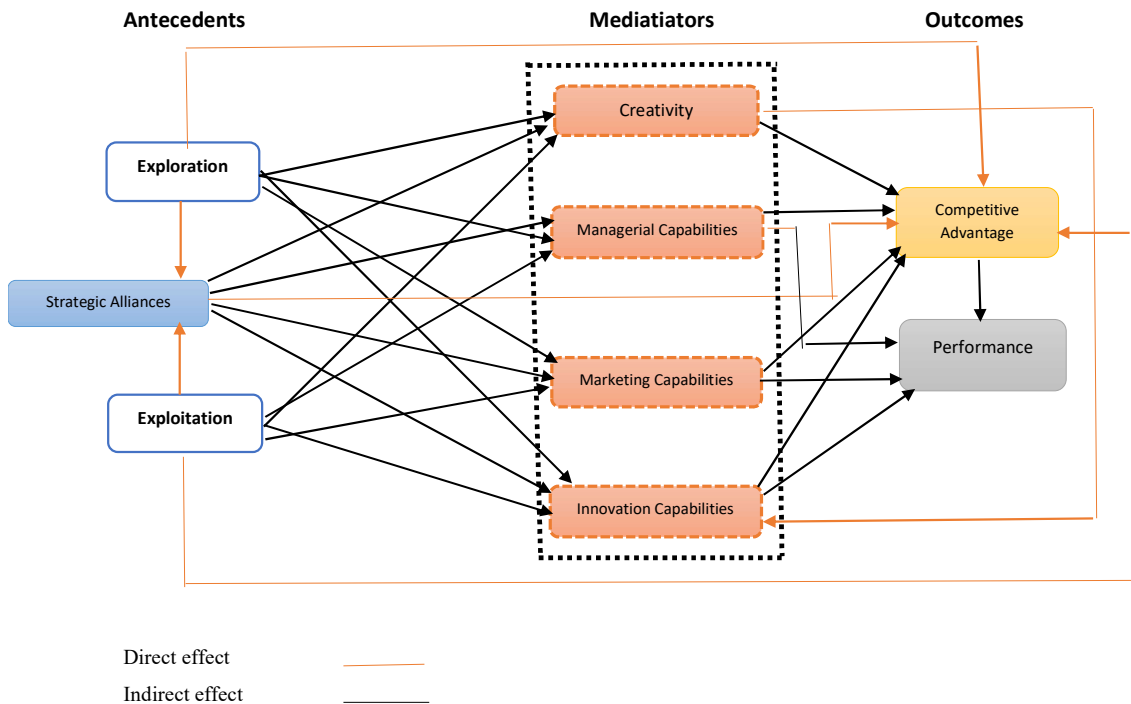 Antecedents
Mediatiators
Outcomes
Creativity
Exploration
Competitive
Advantage
Managerial Capabilities
Strategic Alliances
Performance
Marketing Capabilities
Exploitation
Innovation Capabilities
Direct effect
Indirect effect